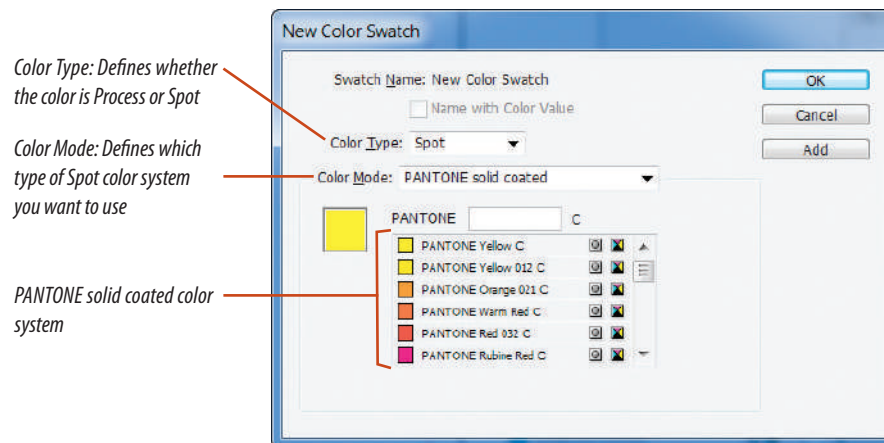 New Color Swatch
Color Type: Defines whether
the color is Process or Spot
Swatch Name: New Color Swatch
OK
Name with Color Value
Cancel
Color Type: Spot
Add
Color Mode: Defines which
type of Spot color system
you want to use
Color Mode: PANTONE solid coated
PANTONE C
PANTONE Yellow C
PANTONE Yellow 012 C
PANTONE Orange 021 C
PANTONE Warm Red C
PANTONE Red 032 C
PANTONE Rubine Red C
PANTONE solid coated color
system